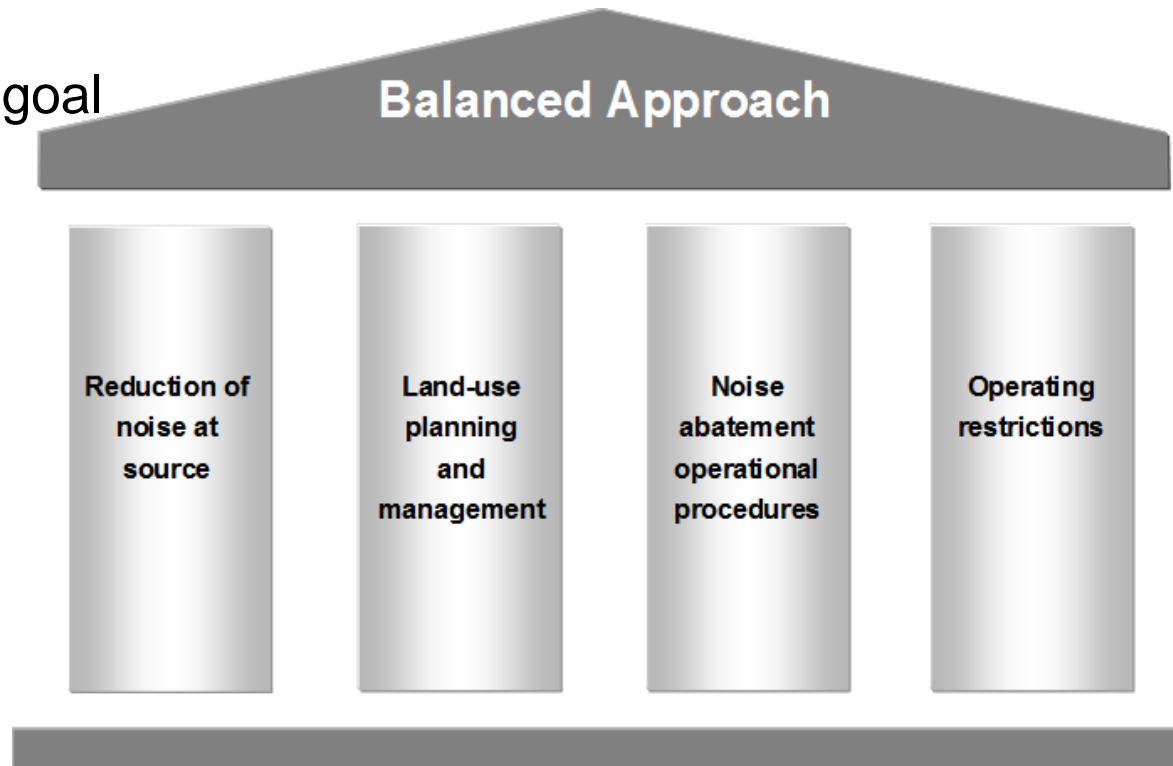 goal
Balanced Approach
Reduction of
noise at
source
Land-use
planning
and
management
Noise
abatement
operational
procedures
Operating
restrictions